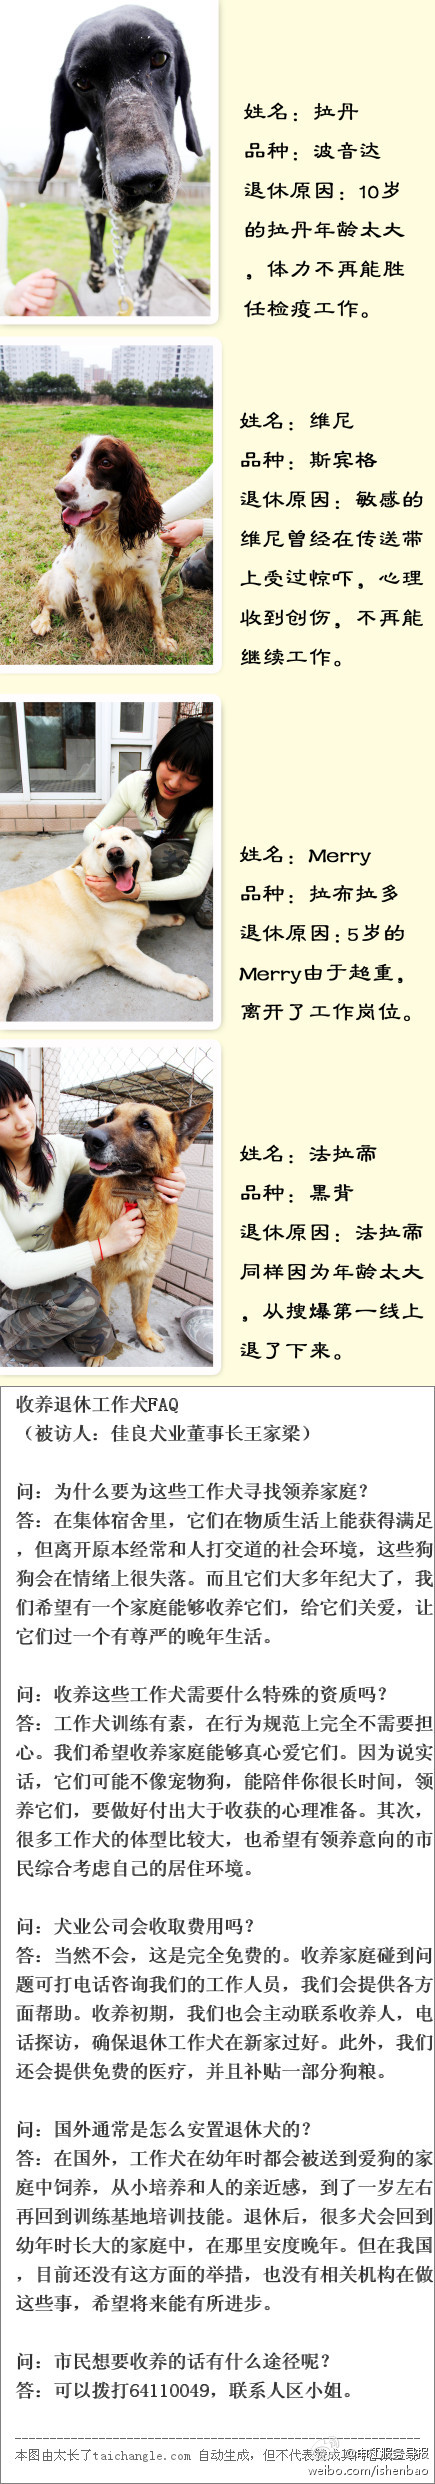 姓名：拉丹
品种：波音达
退休原因：10岁
的拉丹年龄太大
，体力不再能胜
任检疫工作。
姓名：维尼
品种：斯宾格
退休原因：敏感的
维尼曾经在传送带
上受过惊吓，心理
收到创伤，不再能
继续工作。
姓名：Merry
品种：拉布拉多
退休原因：5岁的
Merry由于超重，
离开了工作岗位。
姓名：法拉帝
品种：黑背
退休原因：法拉帝
同样因为年龄太大
，从搜爆第一线上
退了下来。
收养退休工作犬FAQ
（被访人：佳良犬业董事长王家梁）
问：为什么要为这些工作犬寻找领养家庭？
答：在集体宿舍里，它们在物质生活上能获得满足
，但离开原本经常和人打交道的社会环境，这些狗
狗会在情绪上很失落。而且它们大多年纪大了，我
们希望有一个家庭能够收养它们，给它们关爱，让
它们过一个有尊严的晚年生活。
问：收养这些工作犬需要什么特殊的资质吗？
答：工作犬训练有素，在行为规范上完全不需要担
心。我们希望收养家庭能够真心爱它们。因为说实
话，它们可能不像宠物狗，能陪伴你很长时间，领
养它们，要做好付出大于收获的心理准备。其次，
很多工作犬的体型比较大，也希望有领养意向的市
民综合考虑自己的居住环境。
问：犬业公司会收取费用吗？
答：当然不会，这是完全免费的。收养家庭碰到问
题可打电话咨询我们的工作人员，我们会提供各方
面帮助。收养初期，我们也会主动联系收养人，电
话探访，确保退休工作犬在新家过好。此外，我们
还会提供免费的医疗，并且补贴一部分狗粮。
问：国外通常是怎么安置退休犬的？
答：在国外，工作犬在幼年时都会被送到爱狗的家
庭中饲养，从小培养和人的亲近感，到了一岁左右
再回到训练基地培训技能。退休后，很多犬会回到
幼年时长大的家庭中，在那里安度晚年。但在我国
，目前还没有这方面的举措，也没有相关机构在做
这些事，希望将来能有所进步。
问：市民想要收养的话有什么途径呢？
答：可以拨打64110049，联系人区小姐。
本图由太长了taichangle.com 自动生成，但不代表赞成
@申江服务导报
weibo.com/ishenbao